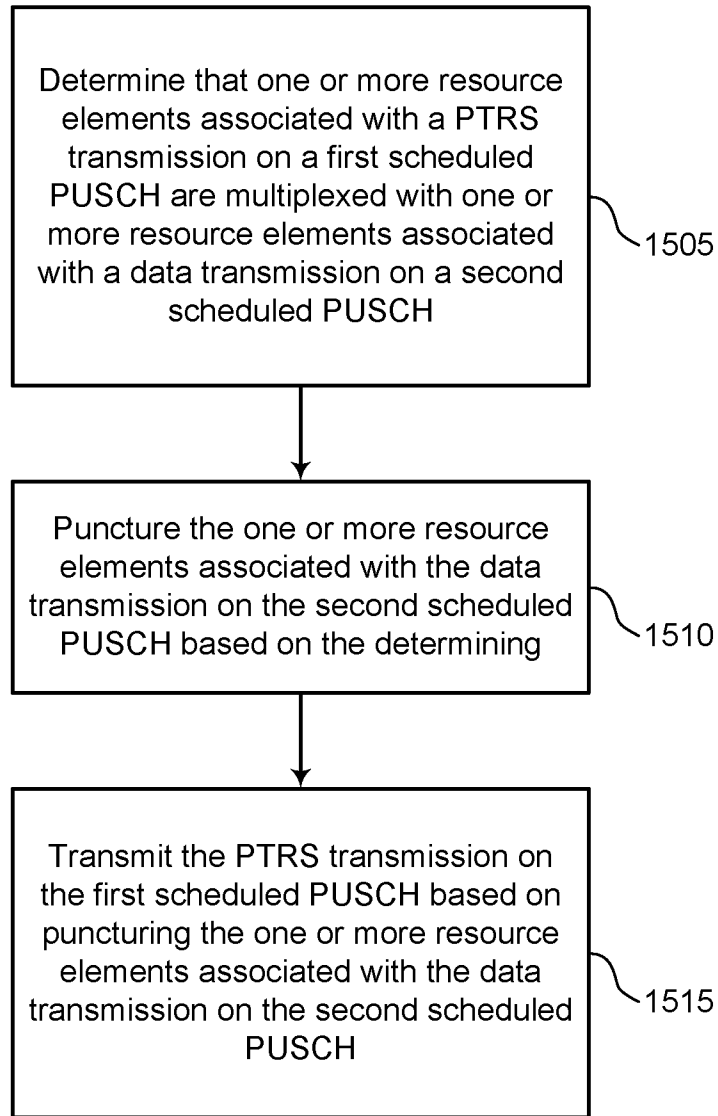 Determine that one or more resource
elements associated with a PTRS
transmission on a first scheduled
PUSCH are multiplexed with one or
more resource elements associated
with a data transmission on a second
scheduled PUSCH
1505
Puncture the one or more resource
elements associated with the data
transmission on the second scheduled
PUSCH based on the determining
1510
Transmit the PTRS transmission on
the first scheduled PUSCH based on
puncturing the one or more resource
elements associated with the data
transmission on the second scheduled
PUSCH
1515